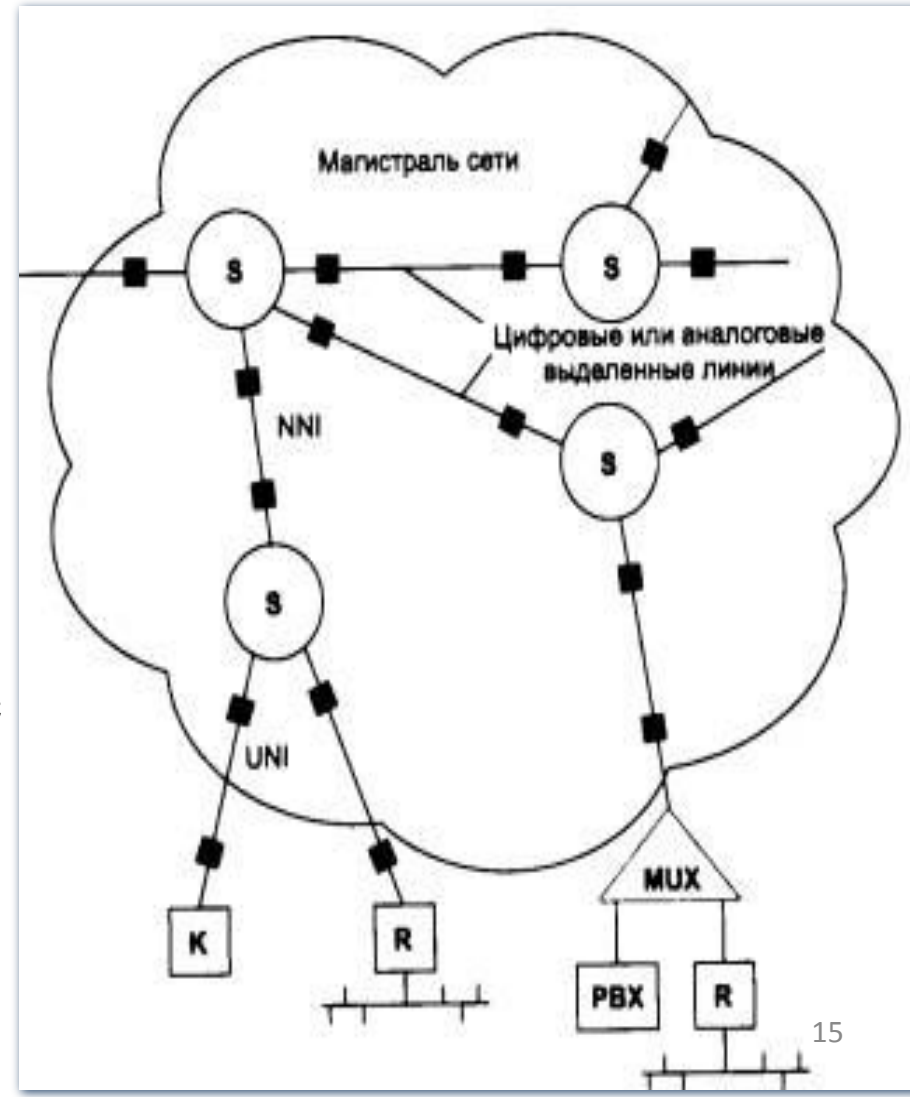 Магистраль сети
S
S
Цифровые или аналоговые
выделенные линии
NNI
S
S
UNI
MUX
K
R
PBX
R
15